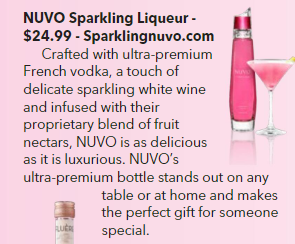 NUVO Sparkling Liqueur -
$24.99 - Sparklingnuvo.com
Crafted with ultra-premium
French vodka, a touch of
delicate sparkling white wine
and infused with their
proprietary blend of fruit
nectars, NUVO is as delicious
as it is luxurious. NUVO's
ultra-premium bottle stands out on any
table or at home and makes
the perfect gift for someone
special.